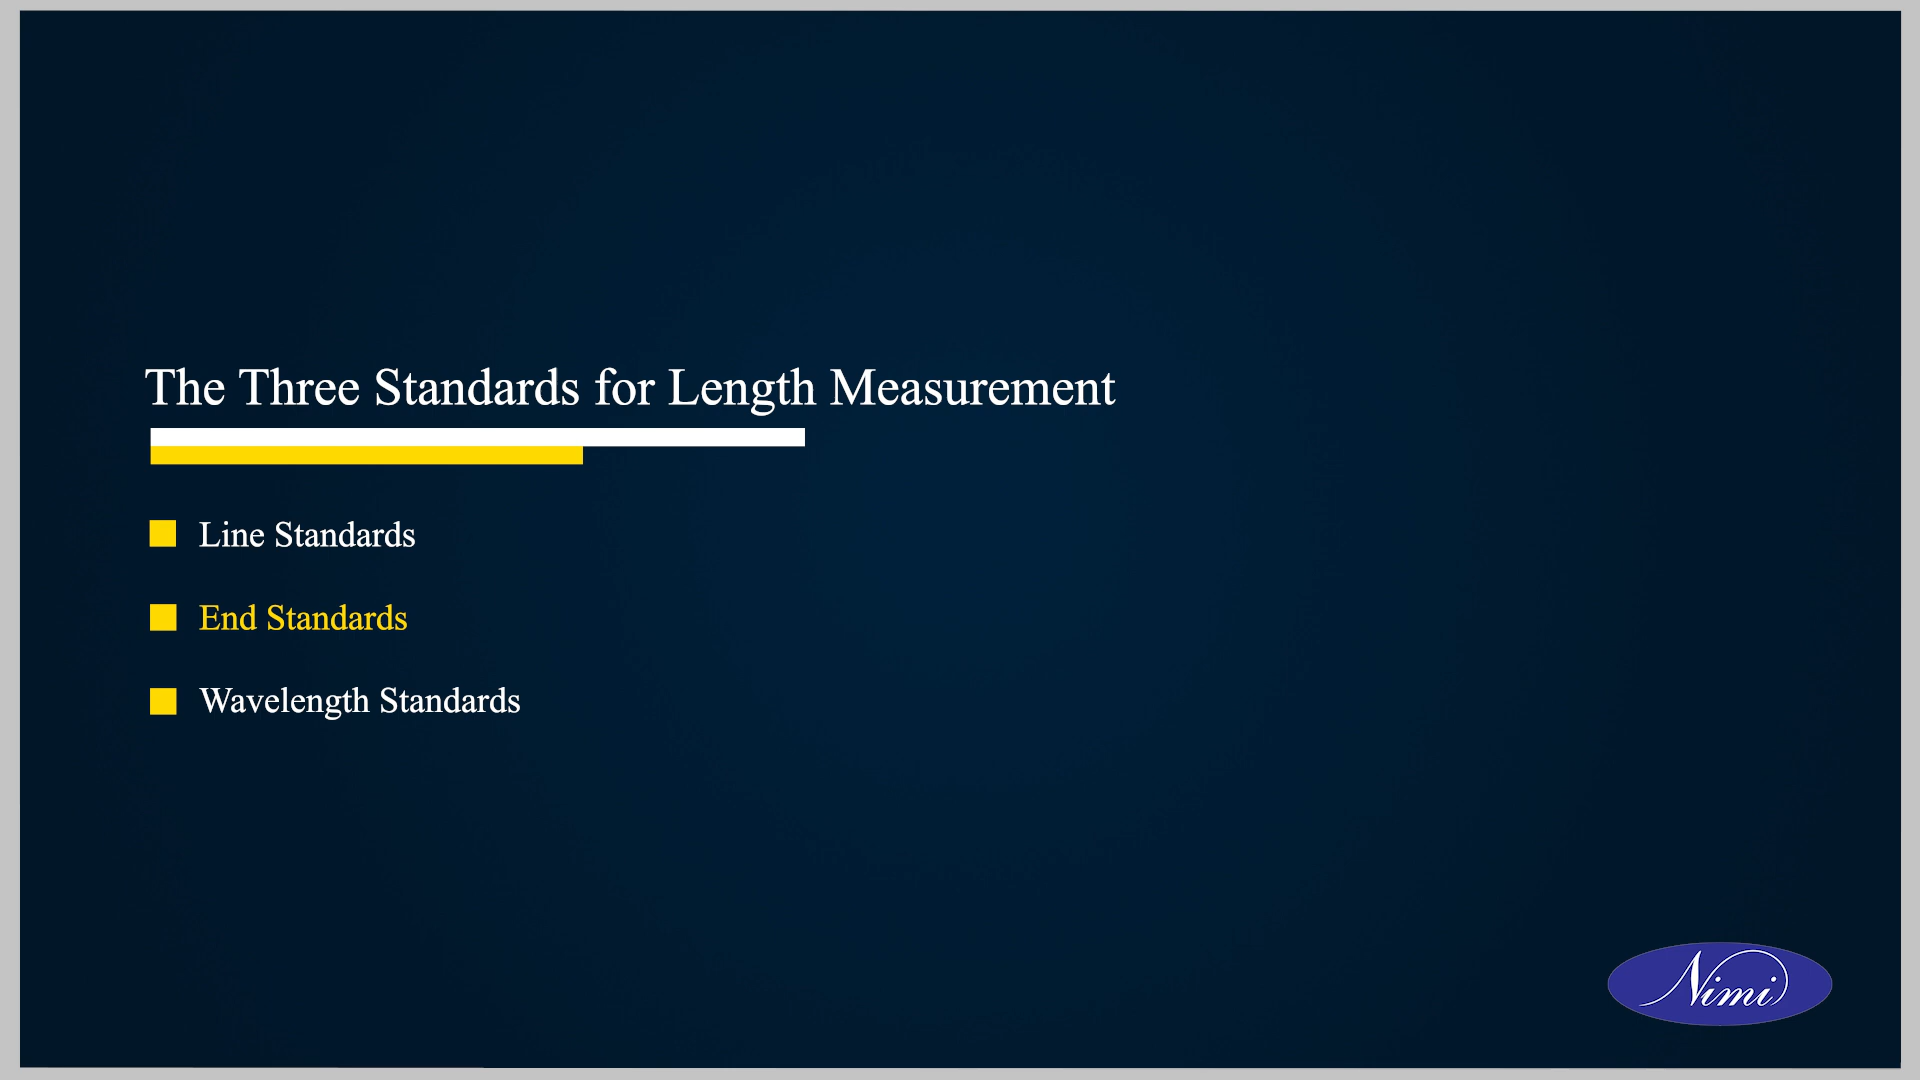 The Three Standards for Length Measurement
Line Standards
End Standards
Wavelength Standards
Nimi